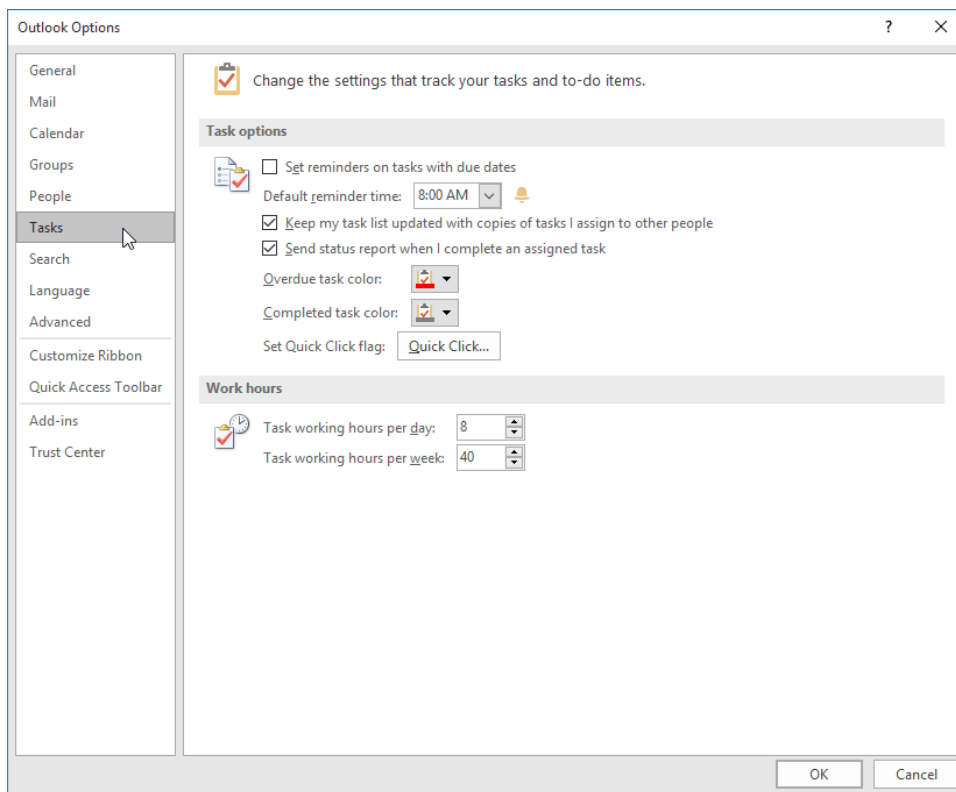 Outlook Options
?
General
Mail
Calendar
Groups
People
Tasks
Search
Language
Advanced
Customize Ribbon
Quick Access Toolbar
Add-ins
Trust Center
Change the settings that track your tasks and to-do items.
Task options
Set reminders on tasks with due dates
Default reminder time: 8:00 AM
Keep my task list updated with copies of tasks I assign to other people
Send status report when I complete an assigned task
Overdue task color:
Completed task color:
Set Quick Click flag: Quick Click...
Work hours
Task working hours per day: 8
Task working hours per week: 40
OK Cancel